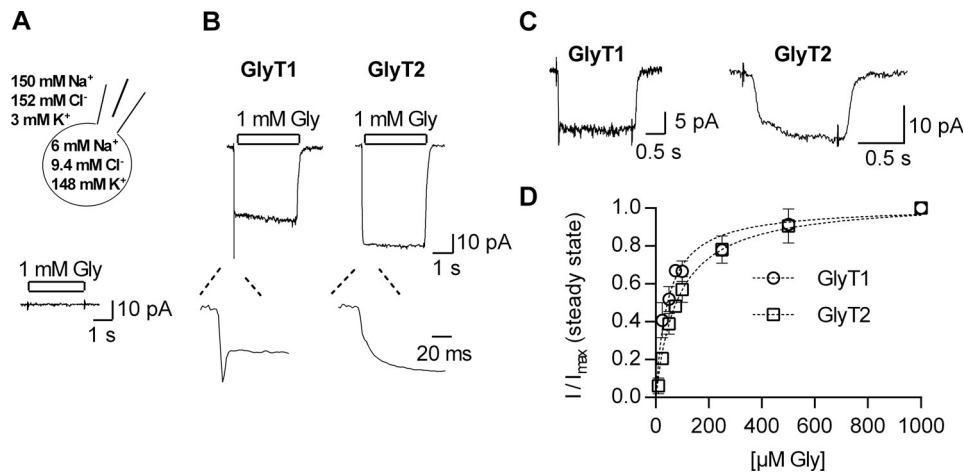 A
150 mM Na⁺
152 mM Cl⁻
3 mM K⁺
6 mM Na⁺
9.4 mM Cl⁻
148 mM K⁺
1 mM Gly
10 pA
1 s
B
GlyT1 GlyT2
1 mM Gly 1 mM Gly
10 pA
1 s
20 ms
C
GlyT1 GlyT2
5 pA
0.5 s
10 pA
0.5 s
D
I / Imax (steady state)
1.0
0.8
0.6
0.4
0.2
0.0
0 200 400 600 800 1000
[µM Gly]
GlyT1
GlyT2